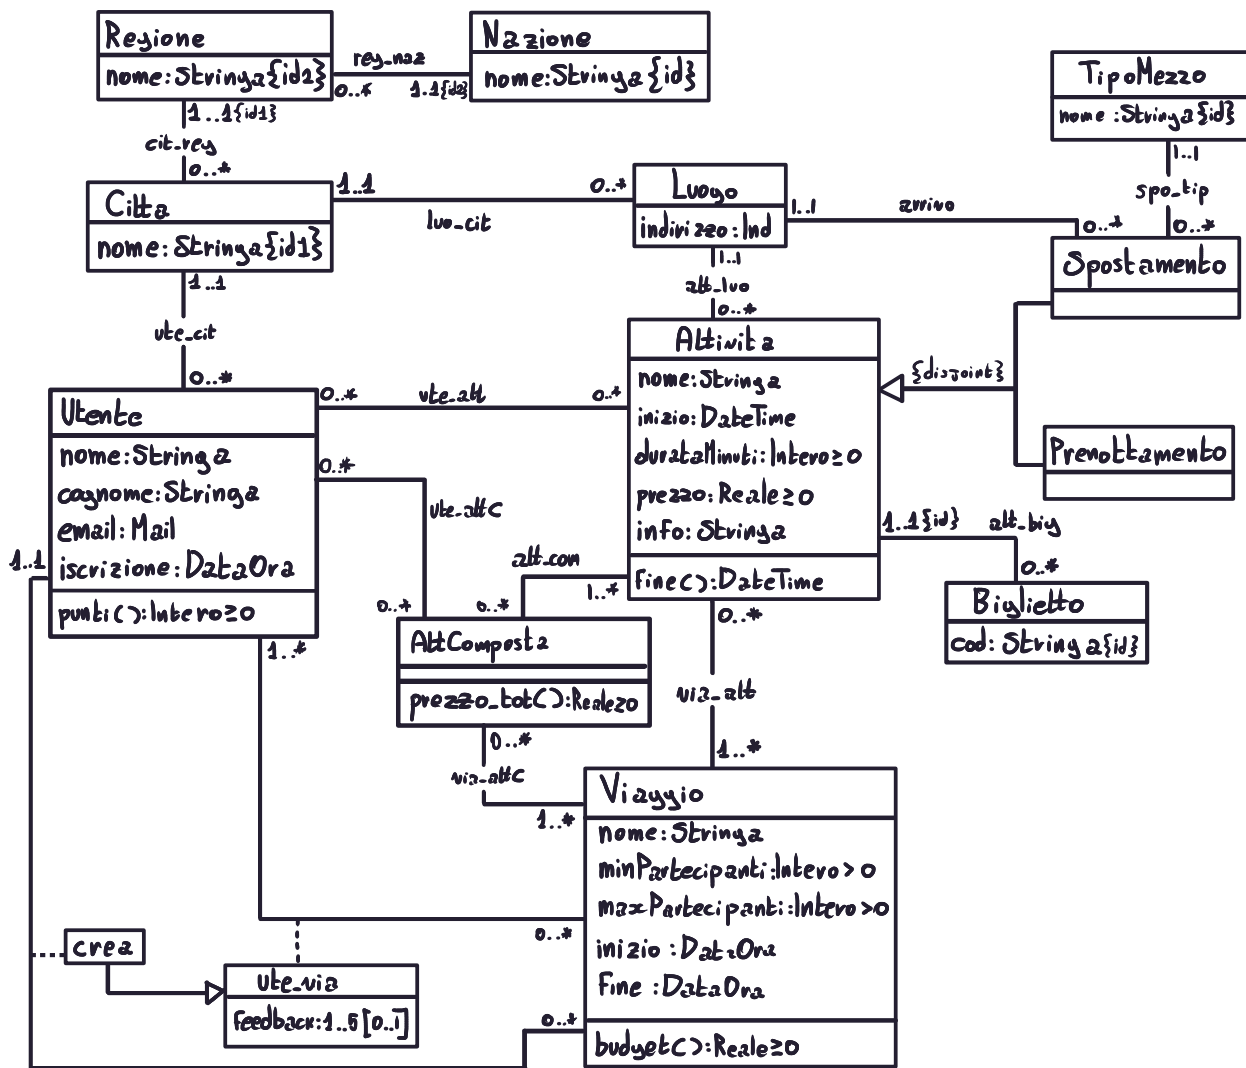 Regione
nome:Stringa{id1}
reg_naz
0..*
1..1{id2}
Nazione
nome:Stringa{id}
TipoMezzo
nome:Stringa{id}
1..1{id1}
cit_reg
0..*
1..1
spo_tip
0..*
Citta
nome:Stringa{id1}
1..1
luo_cit
0..*
Luogo
indirizzo:Ind
1..1
arrivo
0..*
Spostamento
1..1
ute_cit
0..*
1..1
att_luo
0..*
Utente
nome:Stringa
cognome:Stringa
email:Mail
iscrizione:DataOra
punti():Intero≥0
0..*
ute_att
0..*
Attivita
nome:Stringa
inizio:DateTime
durataMinuti:Intero≥0
prezzo:Reale≥0
info:Stringa
fine():DateTime
{disjoint}
Prenottamento
0..*
ute_attC
0..*
att_com
1..*
0..*
1..1{id}
att_big
0..*
Biglietto
cod:Stringa{id}
1..1
1..*
AttComposta
prezzo_tot():Reale≥0
0..*
via_att
1..*
0..*
via_attC
1..*
Viaggio
nome:Stringa
minPartecipanti:Intero>0
maxPartecipanti:Intero>0
inizio:DataOra
fine:DataOra
budget():Reale≥0
0..*
crea
ute_via
feedback:1..5[0..1]
0..*